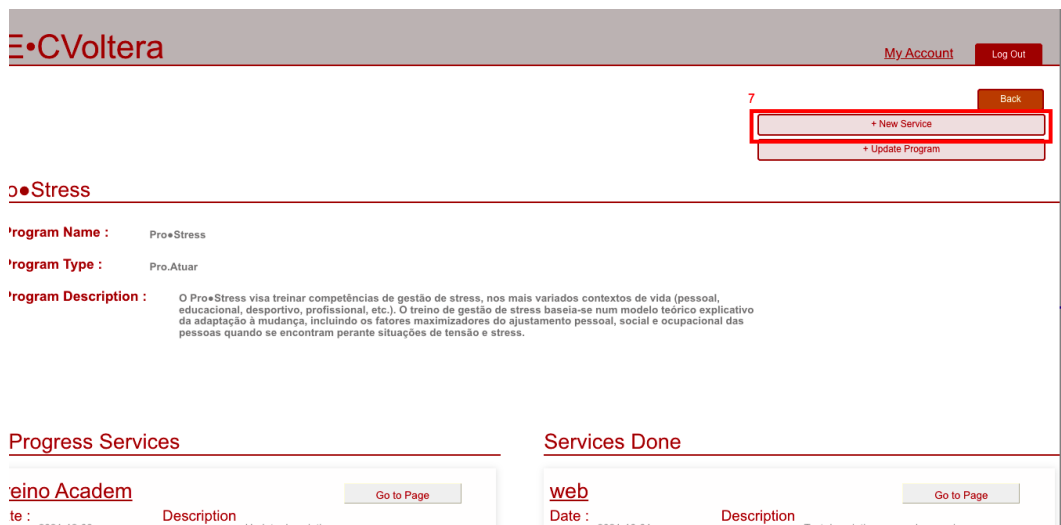 E•CVoltera
My Account
Log Out
7
Back
+ New Service
+ Update Program
o●Stress
Program Name :
Pro●Stress
Program Type :
Pro.Atuar
Program Description :
O Pro●Stress visa treinar competências de gestão de stress, nos mais variados contextos de vida (pessoal,
educacional, desportivo, profissional, etc.). O treino de gestão de stress baseia-se num modelo teórico explicativo
da adaptação à mudança, incluindo os fatores maximizadores do ajustamento pessoal, social e ocupacional das
pessoas quando se encontram perante situações de tensão e stress.
Progress Services
Services Done
eino Academ
Go to Page
web
Go to Page
te :
Description
Date :
Description